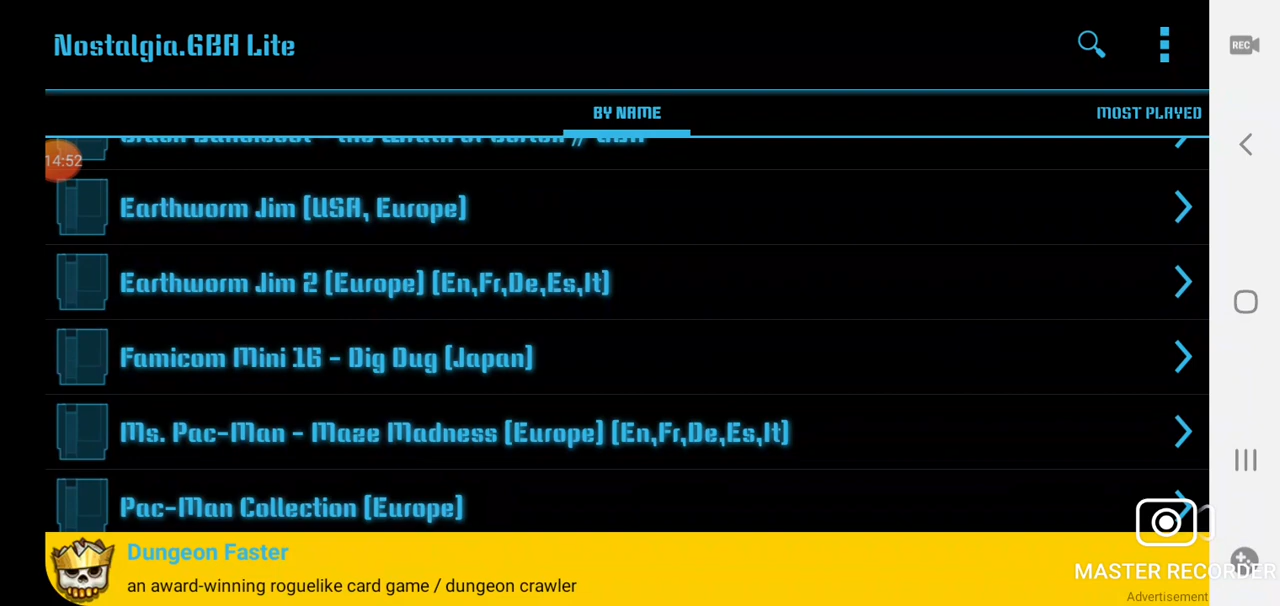 Nostalgia.GBA Lite
REC
BY NAME
MOST PLAYED
14:52
Earthworm Jim [USA, Europe]
Earthworm Jim 2 [Europe] [En,Fr,De,Es,It]
Famicom Mini 16 - Dig Dug [Japan]
Ms. Pac-Man - Maze Madness [Europe] [En,Fr,De,Es,It]
Pac-Man Collection [Europe]
Dungeon Faster
an award-winning roguelike card game / dungeon crawler
MASTER RECORDER
Advertisement